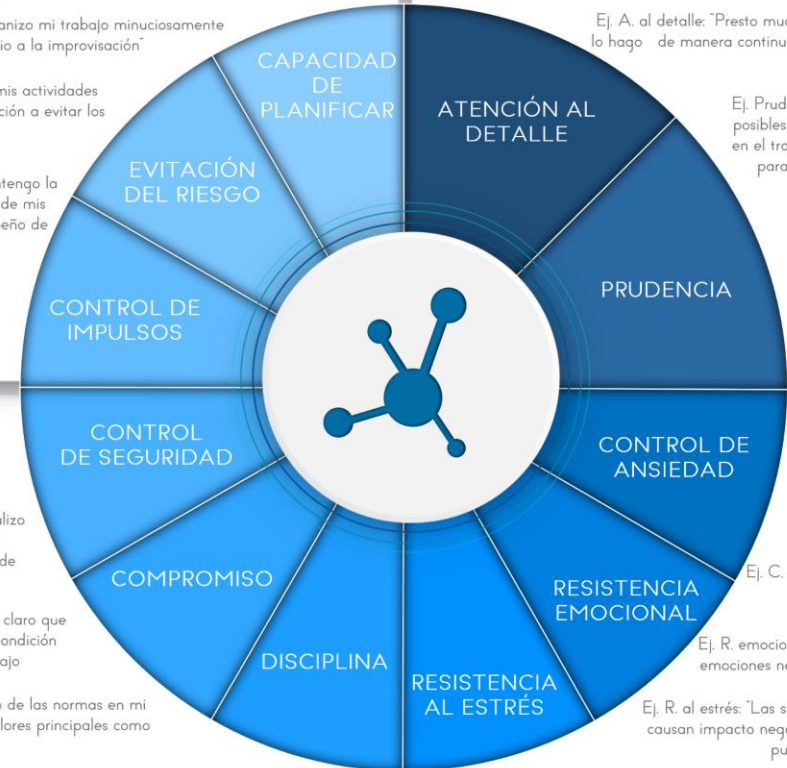 anizo mi trabajo minuciosamente
io a la improvisación"
mis actividades
ción a evitar los
ntengo la
de mis
eño de
CAPACIDAD
DE
PLANIFICAR
EVITACIÓN
DEL RIESGO
CONTROL DE
IMPULSOS
CONTROL
DE SEGURIDAD
COMPROMISO
DISCIPLINA
ATENCIÓN AL
DETALLE
PRUDENCIA
CONTROL DE
ANSIEDAD
RESISTENCIA
EMOCIONAL
RESISTENCIA
AL ESTRÉS
Ej. A. al detalle: "Presto muc
lo hago de manera continu
Ej. Prud
posibles
en el tra
para
alizo
de
claro que
ondición
ajo
o de las normas en mi
lores principales como
Ej. C.
Ej. R. emocio
emociones ne
Ej. R. al estrés: "Las s
causan impacto nega
pu